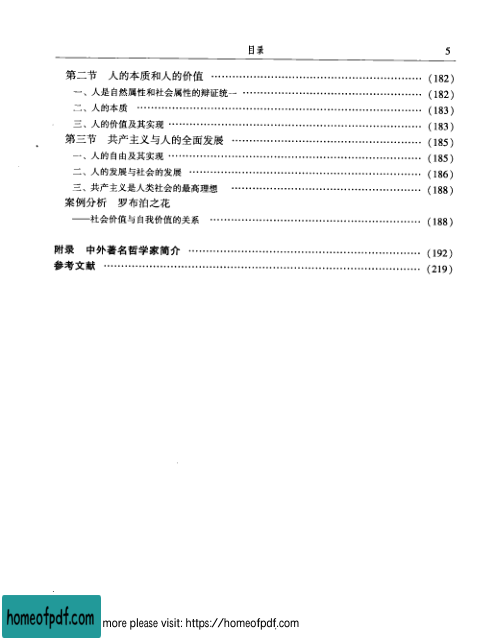 目录 5
第二节 人的本质和人的价值 …………………………………………………… (182)
一、人是自然属性和社会属性的辩证统一 …………………………………………… (182)
二、人的本质 ……………………………………………………………………… (183)
三、人的价值及其实现 ……………………………………………………………… (183)
第三节 共产主义与人的全面发展 ……………………………………………… (185)
一、人的自由及其实现 ……………………………………………………………… (185)
二、人的发展与社会的发展 ………………………………………………………… (186)
三、共产主义是人类社会的最高理想 ……………………………………………… (188)
案例分析 罗布泊之花
——社会价值与自我价值的关系 …………………………………………………… (188)
附录 中外著名哲学家简介 ………………………………………………………… (192)
参考文献 ……………………………………………………………………………… (219)
homeofpdf.com more please visit: https://homeofpdf.com